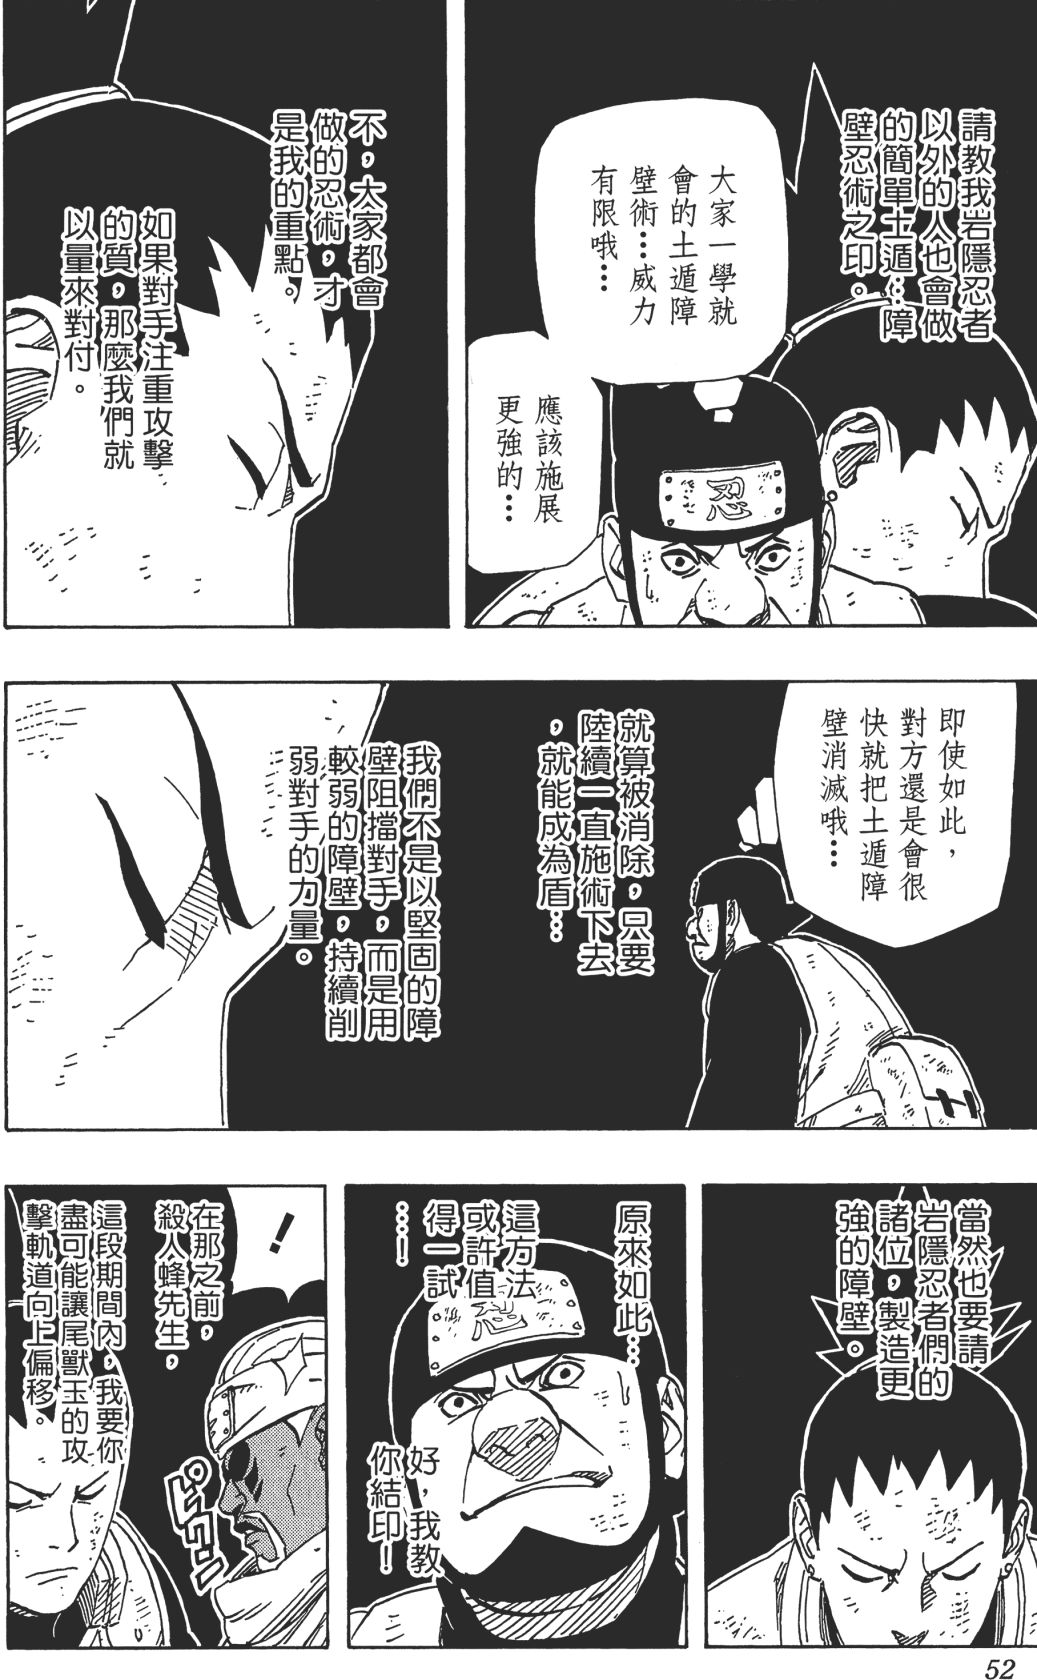 請教我岩隱忍者
以外的人也會做
的簡單土遁…障
壁忍術之印。
大家一學就
會的土遁障
壁術…威力
有限哦…
應該施展
更強的…
忍
不，大家都會
做的忍術，才
是我的重點。
如果對手注重攻擊
的質，那麼我們就
以量來對付。
即使如此，
對方還是會很
快就把土遁障
壁消滅哦…
就算被消除，只要
陸續一直施術下去
，就能成為盾…
我們不是以堅固的障
壁阻擋對手，而是用
較弱的障壁，持續削
弱對手的力量。
當然也要請
岩隱忍者們的
諸位，製造更
強的障壁。
原來如此…
這方法
或許值
得一試
…！
忍
好，我教
你結印！
！
在那之前，
殺人蜂先生，
ピクッ
這段期間內，我要你
盡可能讓尾獸玉的攻
擊軌道向上偏移。
52